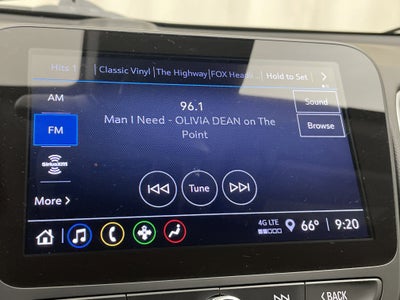 Hits 1 | Classic Vinyl | The Highway | FOX Head... | Hold to Set
AM
96.1
Sound
FM
Man I Need - OLIVIA DEAN on The
Point
Browse
SiriusXM
Tune
More >
4G LTE
66° 9:20
BACK